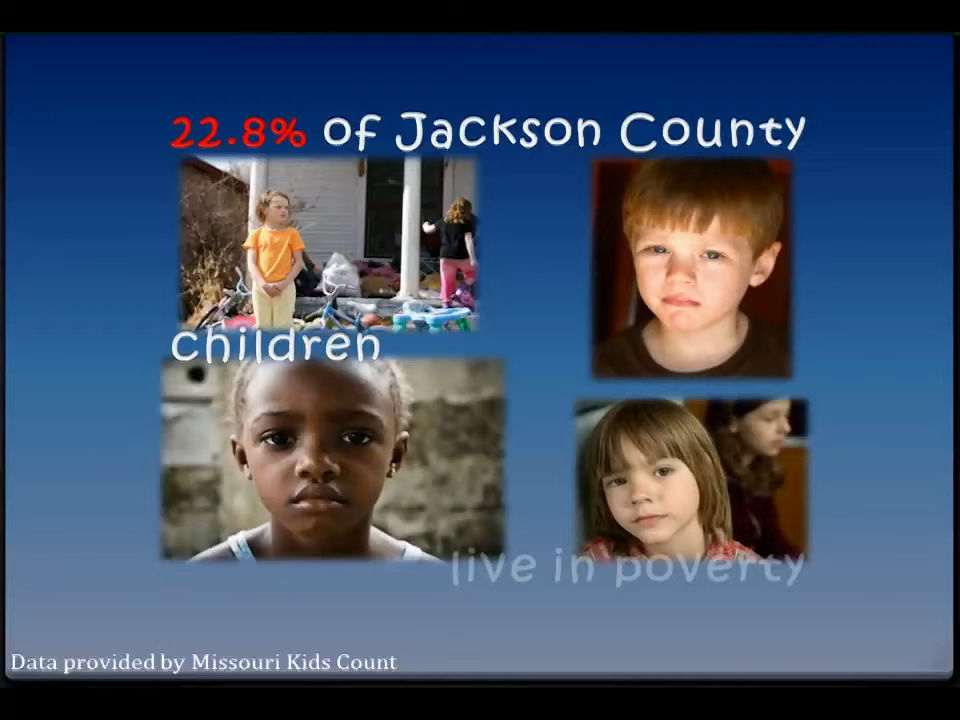 22.8% of Jackson County
children
live in poverty
Data provided by Missouri Kids Count